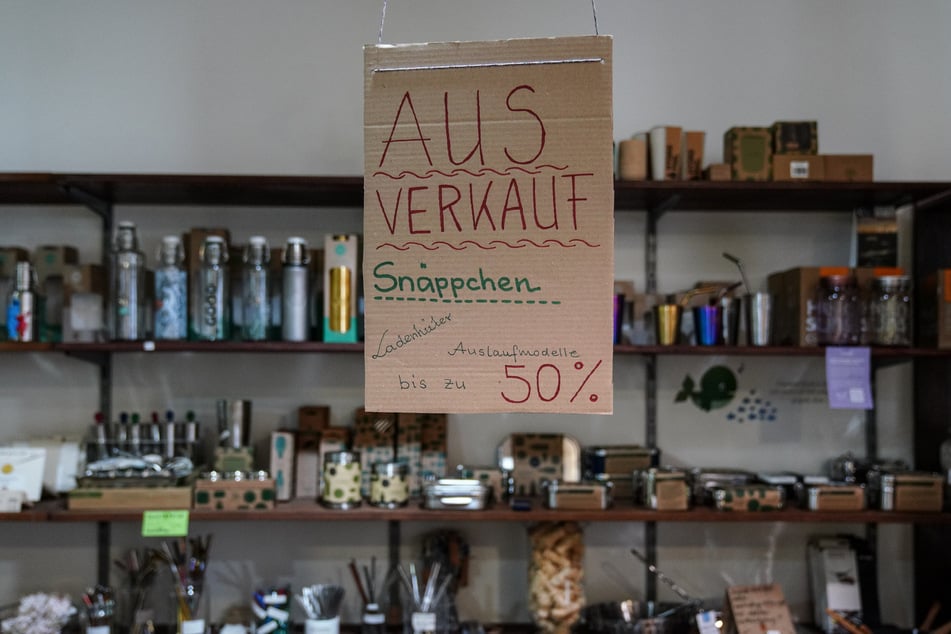 AUS
VERKAUF
Snäppchen
Ladenhüter
Auslaufmodelle
bis zu 50%